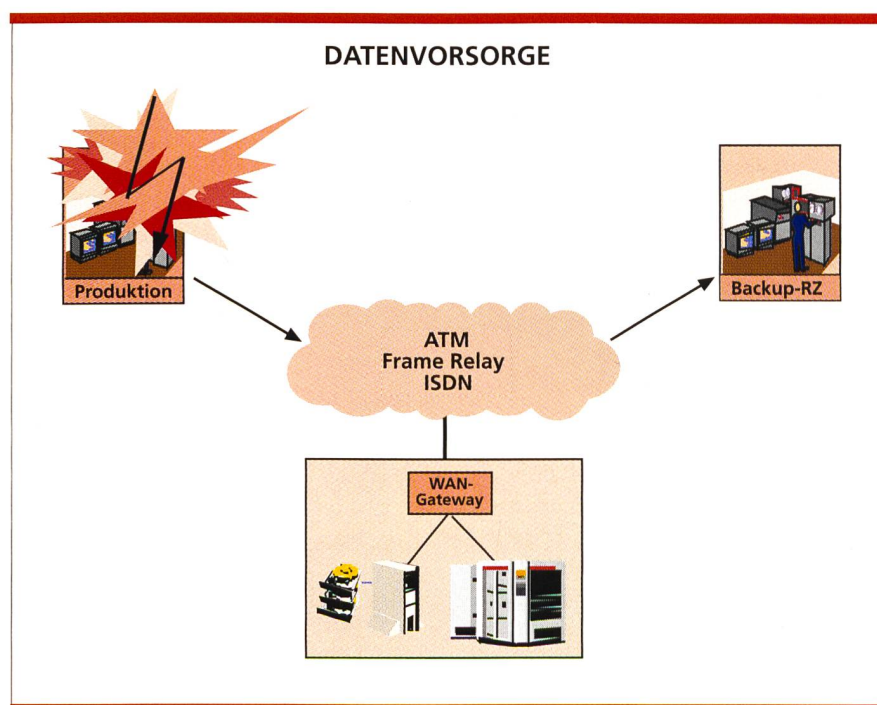 DATENVORSORGE
Produktion
Backup-RZ
ATM
Frame Relay
ISDN
WAN-
Gateway